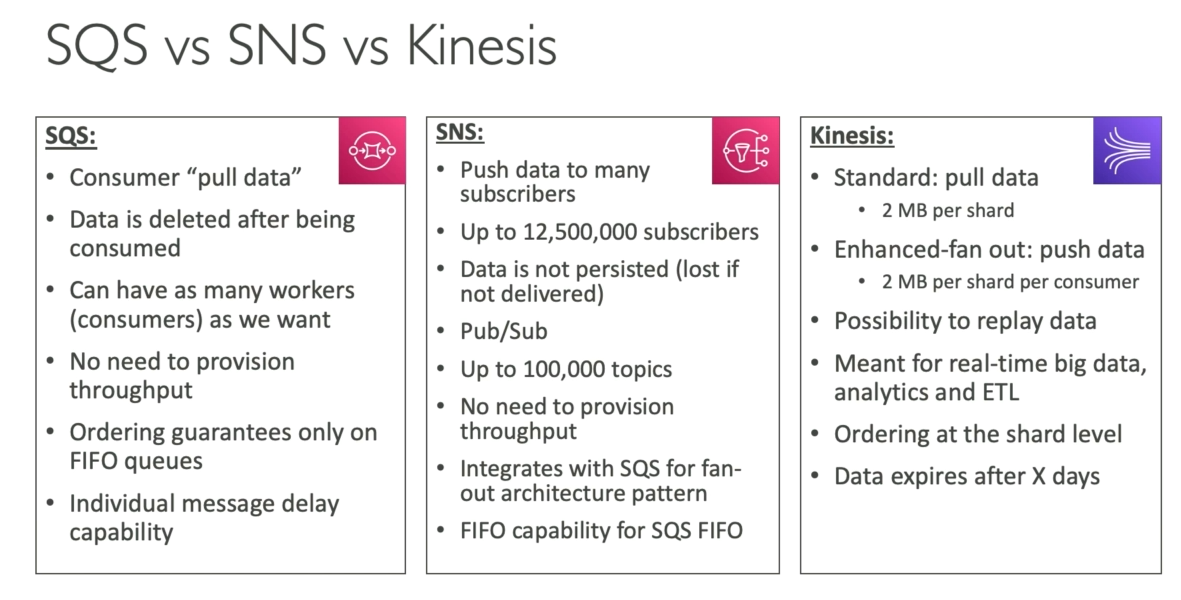 SQS vs SNS vs Kinesis
SQS:
• Consumer “pull data”
• Data is deleted after being
consumed
• Can have as many workers
(consumers) as we want
• No need to provision
throughput
• Ordering guarantees only on
FIFO queues
• Individual message delay
capability
SNS:
• Push data to many
subscribers
• Up to 12,500,000 subscribers
• Data is not persisted (lost if
not delivered)
• Pub/Sub
• Up to 100,000 topics
• No need to provision
throughput
• Integrates with SQS for fan-
out architecture pattern
• FIFO capability for SQS FIFO
Kinesis:
• Standard: pull data
• 2 MB per shard
• Enhanced-fan out: push data
• 2 MB per shard per consumer
• Possibility to replay data
• Meant for real-time big data,
analytics and ETL
• Ordering at the shard level
• Data expires after X days